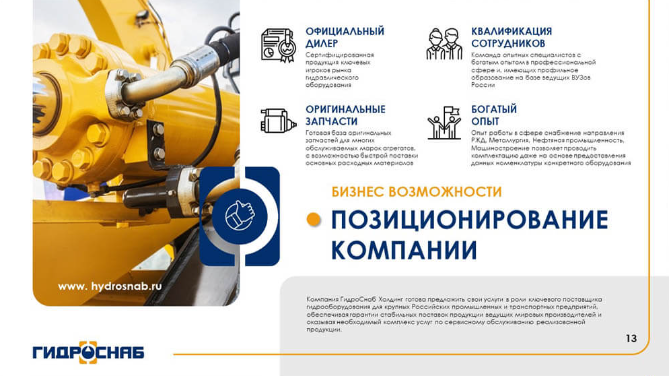 ОФИЦИАЛЬНЫЙ
ДИЛЕР
Сертифицированная
продукция ключевых
игроков рынка
гидравлического
оборудования
КВАЛИФИКАЦИЯ
СОТРУДНИКОВ
Команда опытных специалистов с
богатым опытом в профессиональной
сфере и, имеющих профильное
образование на базе ведущих ВУЗов
России
ОРИГИНАЛЬНЫЕ
ЗАПЧАСТИ
Готовая база оригинальных
запчастей для многих
обслуживаемых марок агрегатов,
с возможностью быстрой поставки
основных расходных материалов
БОГАТЫЙ
ОПЫТ
Опыт работы в сфере снабжение направления
РЖД, Металлургия, Нефтяная промышленность,
Машиностроение позволяет проводить
комплектацию даже на основе предоставления
данных номенклатуры конкретного оборудования
БИЗНЕС ВОЗМОЖНОСТИ
ПОЗИЦИОНИРОВАНИЕ
КОМПАНИИ
www. hydrosnab.ru
Компания ГидроСнаб Холдинг готова предложить свои услуги в роли ключевого поставщика
гидрооборудования для крупных Российских промышленных и транспортных предприятий,
обеспечивая гарантии стабильных поставок продукции ведущих мировых производителей и
оказывая необходимый комплекс услуг по сервисному обслуживанию реализованной
продукции.
13
ГИДРОСНАБ